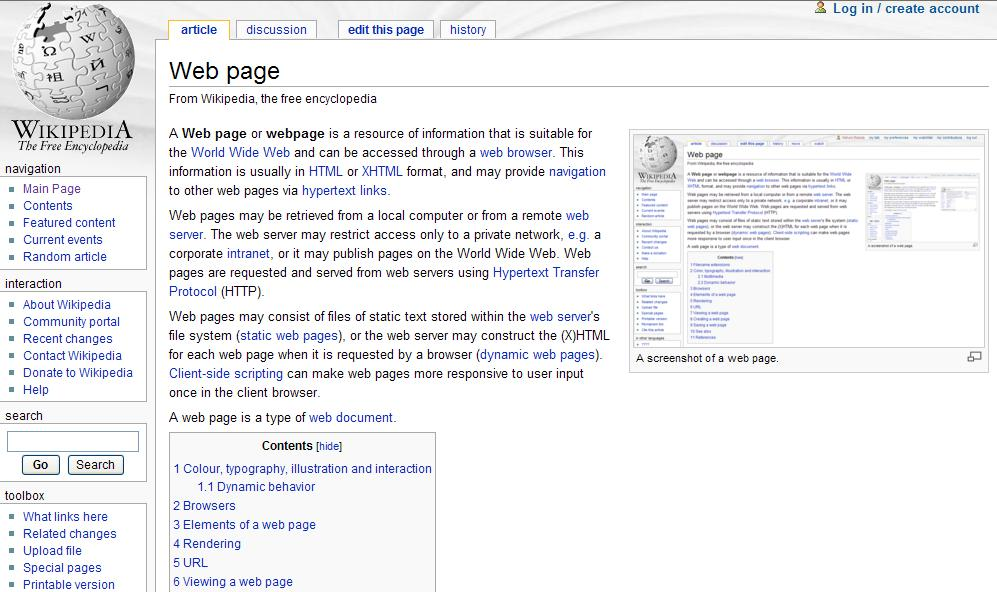 Log in / create account
article
discussion
edit this page
history
WIKIPEDIA
The Free Encyclopedia
navigation
Main Page
Contents
Featured content
Current events
Random article
interaction
About Wikipedia
Community portal
Recent changes
Contact Wikipedia
Donate to Wikipedia
Help
search
Go
Search
toolbox
What links here
Related changes
Upload file
Special pages
Printable version
Web page
From Wikipedia, the free encyclopedia
A Web page or webpage is a resource of information that is suitable for
the World Wide Web and can be accessed through a web browser. This
information is usually in HTML or XHTML format, and may provide navigation
to other web pages via hypertext links.
Web pages may be retrieved from a local computer or from a remote web
server. The web server may restrict access only to a private network, e.g. a
corporate intranet, or it may publish pages on the World Wide Web. Web
pages are requested and served from web servers using Hypertext Transfer
Protocol (HTTP).
Web pages may consist of files of static text stored within the web server's
file system (static web pages), or the web server may construct the (X)HTML
for each web page when it is requested by a browser (dynamic web pages).
Client-side scripting can make web pages more responsive to user input
once in the client browser.
A web page is a type of web document.
Contents [hide]
1 Colour, typography, illustration and interaction
1.1 Dynamic behavior
2 Browsers
3 Elements of a web page
4 Rendering
5 URL
6 Viewing a web page
Web page
A screenshot of a web page.